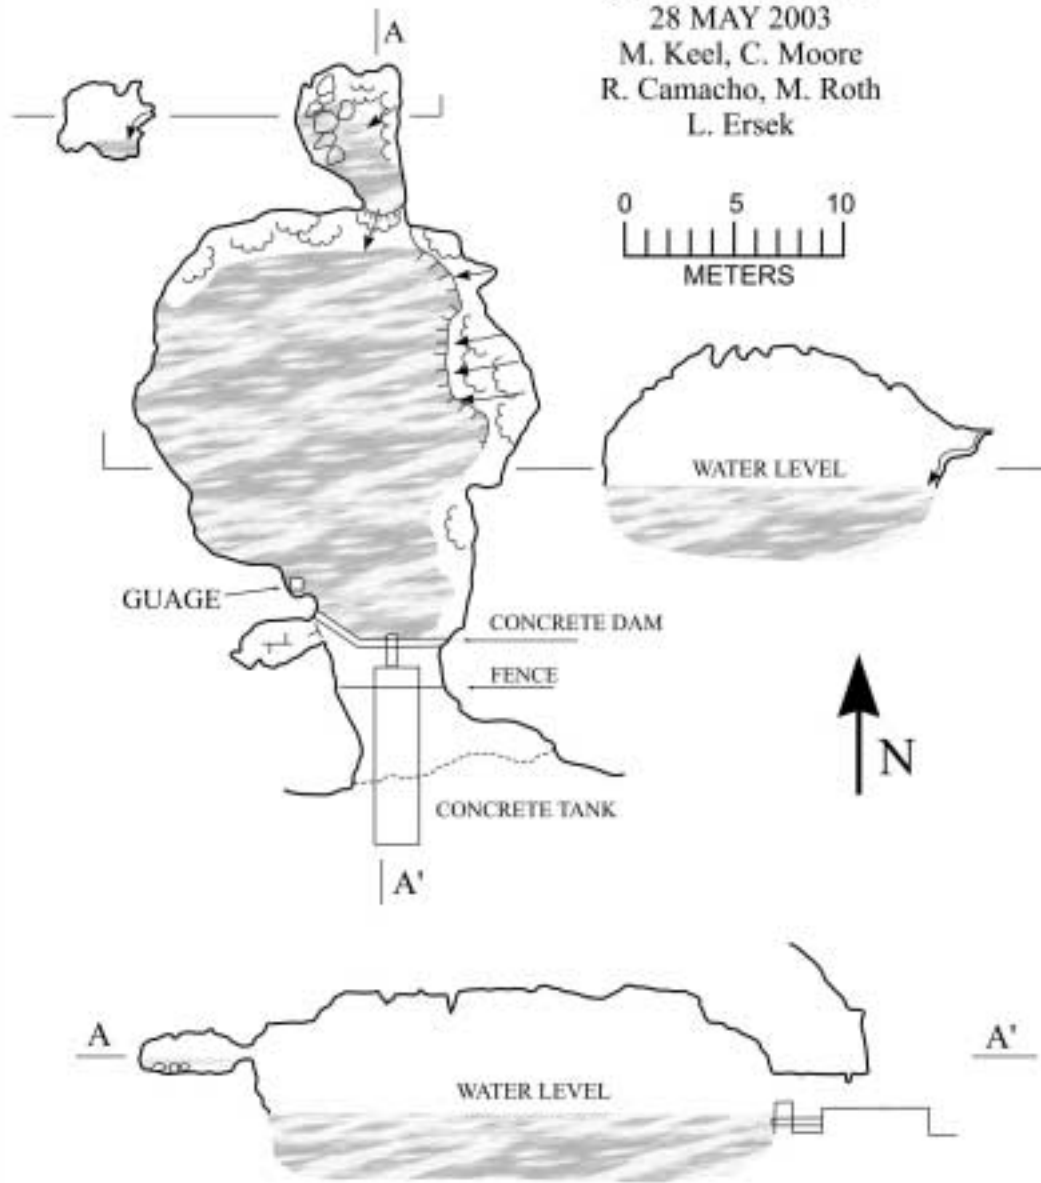 28 MAY 2003
M. Keel, C. Moore
R. Camacho, M. Roth
L. Ersek
A
0 5 10
METERS
WATER LEVEL
GUAGE
CONCRETE DAM
FENCE
N
CONCRETE TANK
A'
A
A'
WATER LEVEL